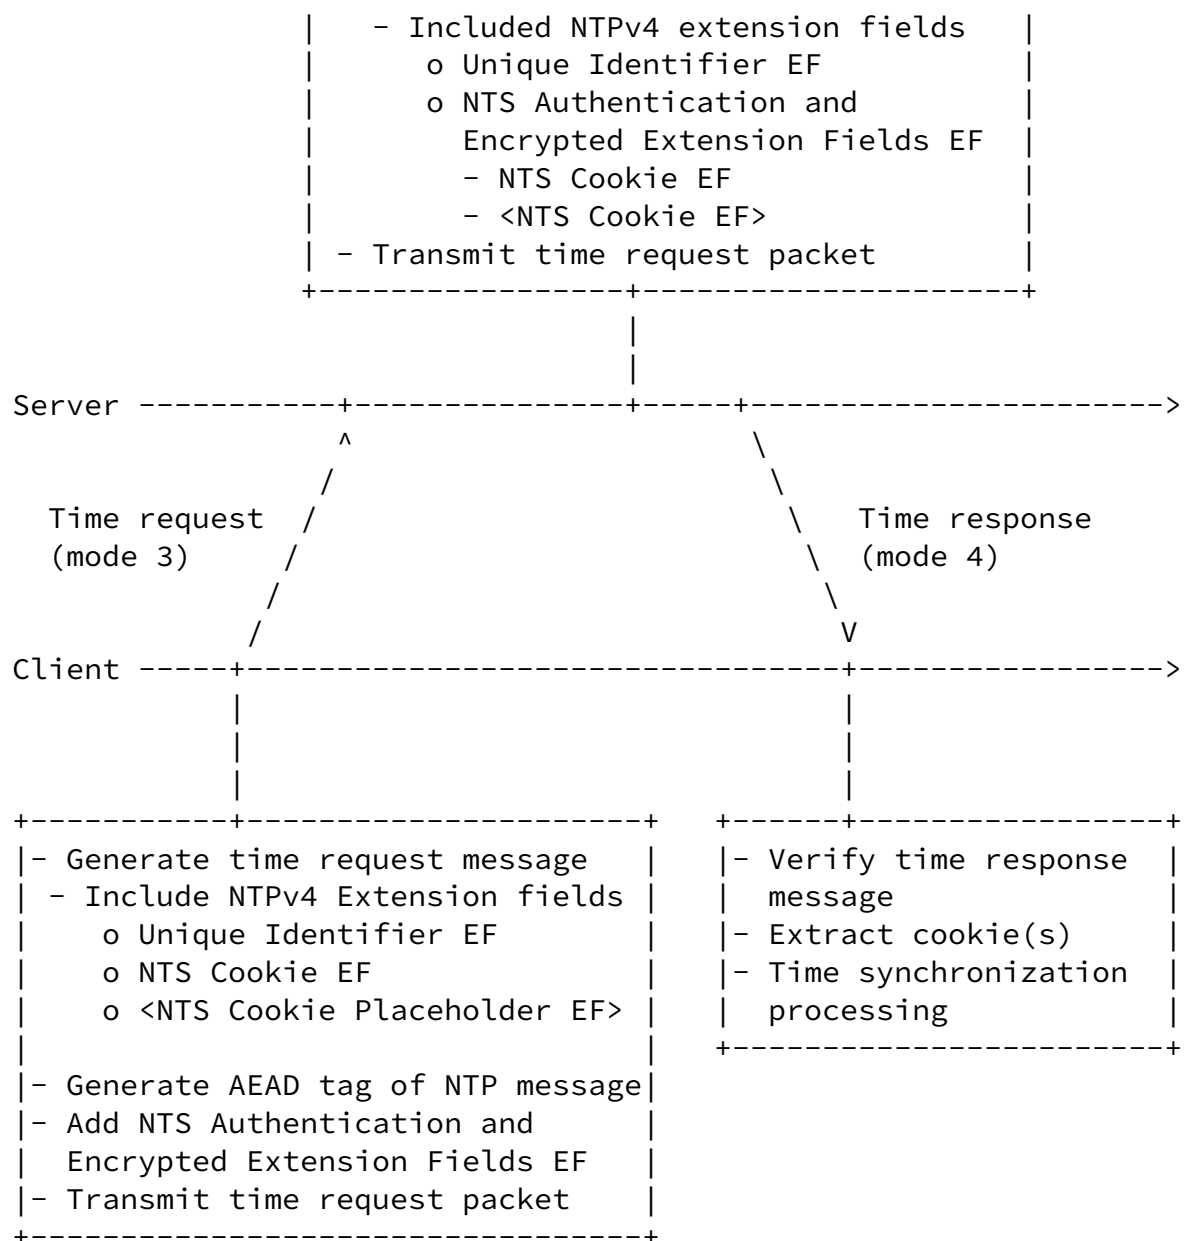 |   - Included NTPv4 extension fields   |
|      o Unique Identifier EF           |
|      o NTS Authentication and         |
|        Encrypted Extension Fields EF  |
|        - NTS Cookie EF                |
|        - <NTS Cookie EF>              |
| - Transmit time request packet        |
+-----------------+---------------------+
|
|
Server -----------+---------------+-----+----------------------->
^                      \
/                        \
Time request  /                          \   Time response
(mode 3)     /                            \  (mode 4)
/                              \
/                                V
Client -----+---------------------------------+----------------->
|                                 |
|                                 |
|                                 |
+-----------+----------------------+   +------+-----------------+
|- Generate time request message   |   |- Verify time response  |
| - Include NTPv4 Extension fields |   |  message               |
|    o Unique Identifier EF        |   |- Extract cookie(s)     |
|    o NTS Cookie EF               |   |- Time synchronization  |
|    o <NTS Cookie Placeholder EF> |   |  processing            |
|                                  |   +------------------------+
|- Generate AEAD tag of NTP message|
|- Add NTS Authentication and      |
|  Encrypted Extension Fields EF   |
|- Transmit time request packet    |
+----------------------------------+